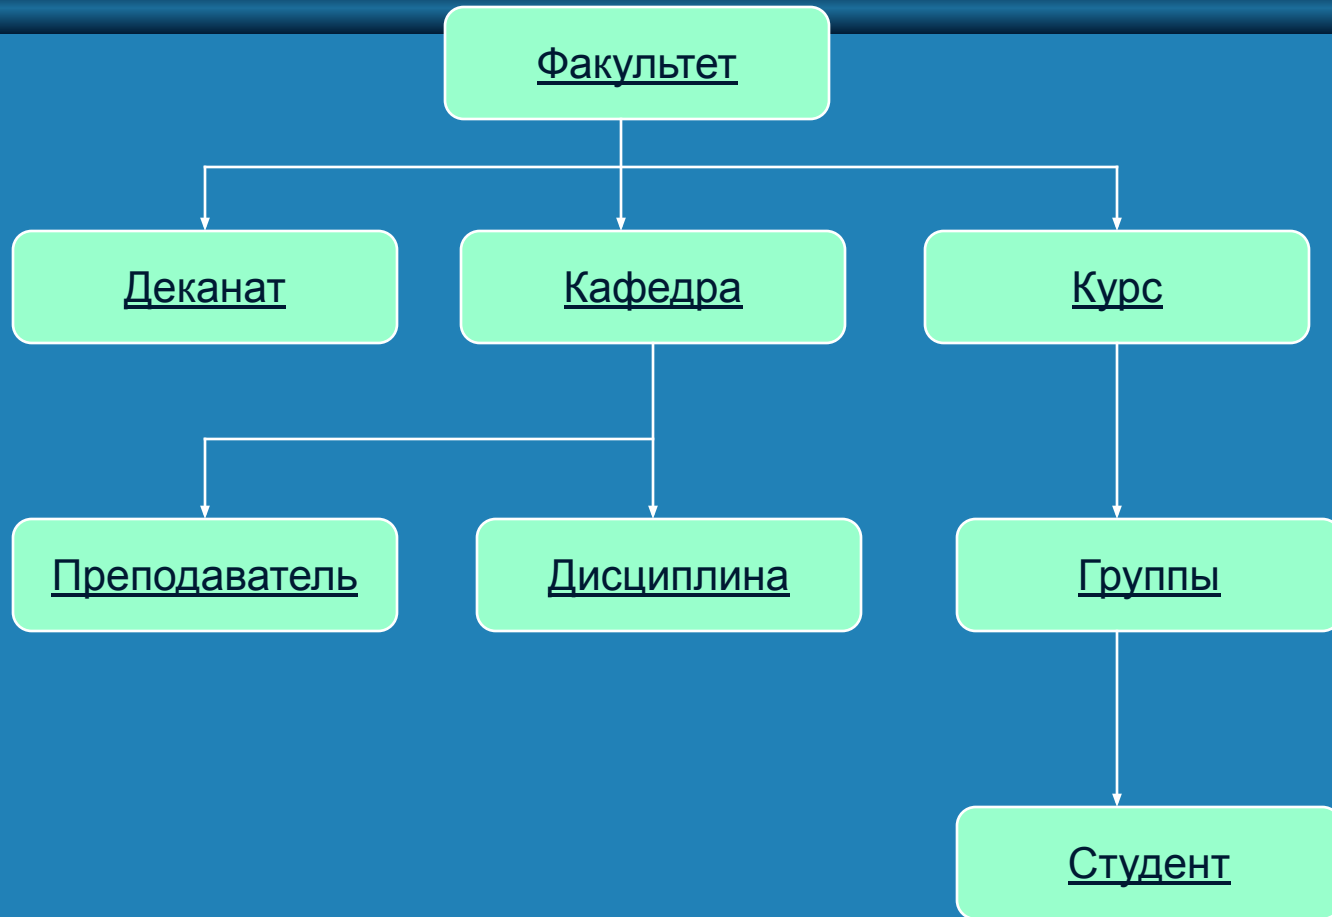 Факультет
Деканат
Кафедра
Курс
Преподаватель
Дисциплина
Группы
Студент